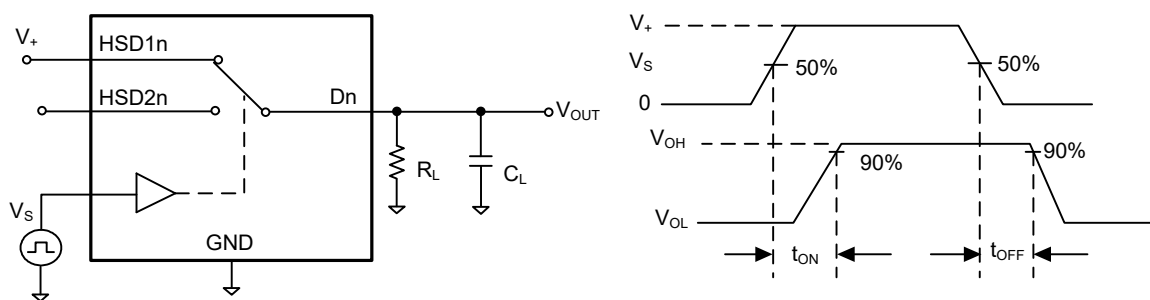 V+
HSD1n
HSD2n
Dn
VOUT
RL
CL
VS
GND
V+
VS
0
50%
50%
VOH
90%
90%
VOL
tON
tOFF